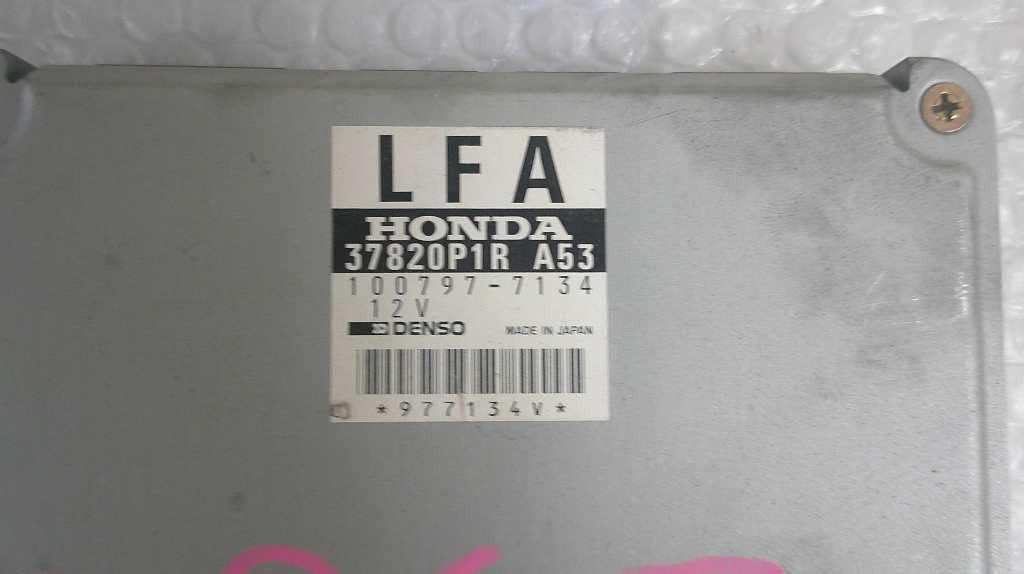 LFA
HONDA
37820P1R A53
100797-7134
12V
DENSO MADE IN JAPAN
*977134V*